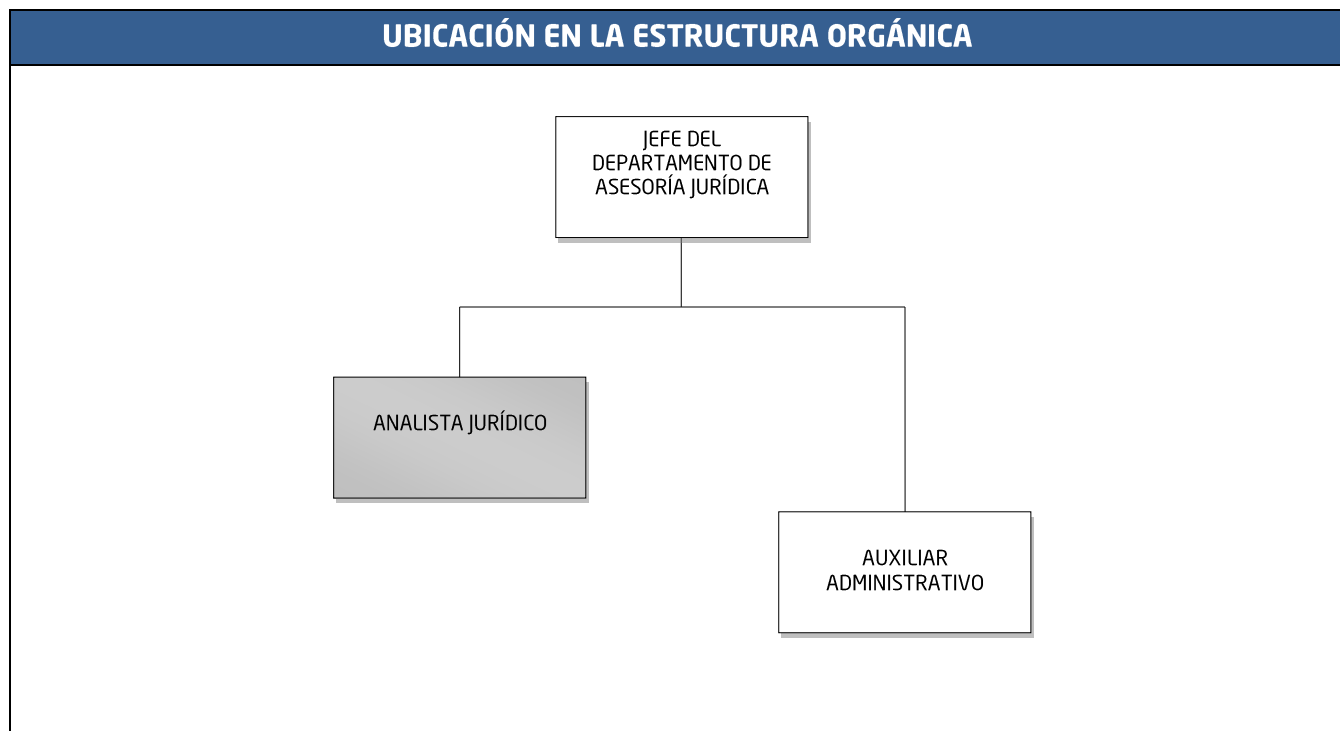 UBICACIÓN EN LA ESTRUCTURA ORGÁNICA
JEFE DEL
DEPARTAMENTO DE
ASESORÍA JURÍDICA
ANALISTA JURÍDICO
AUXILIAR
ADMINISTRATIVO